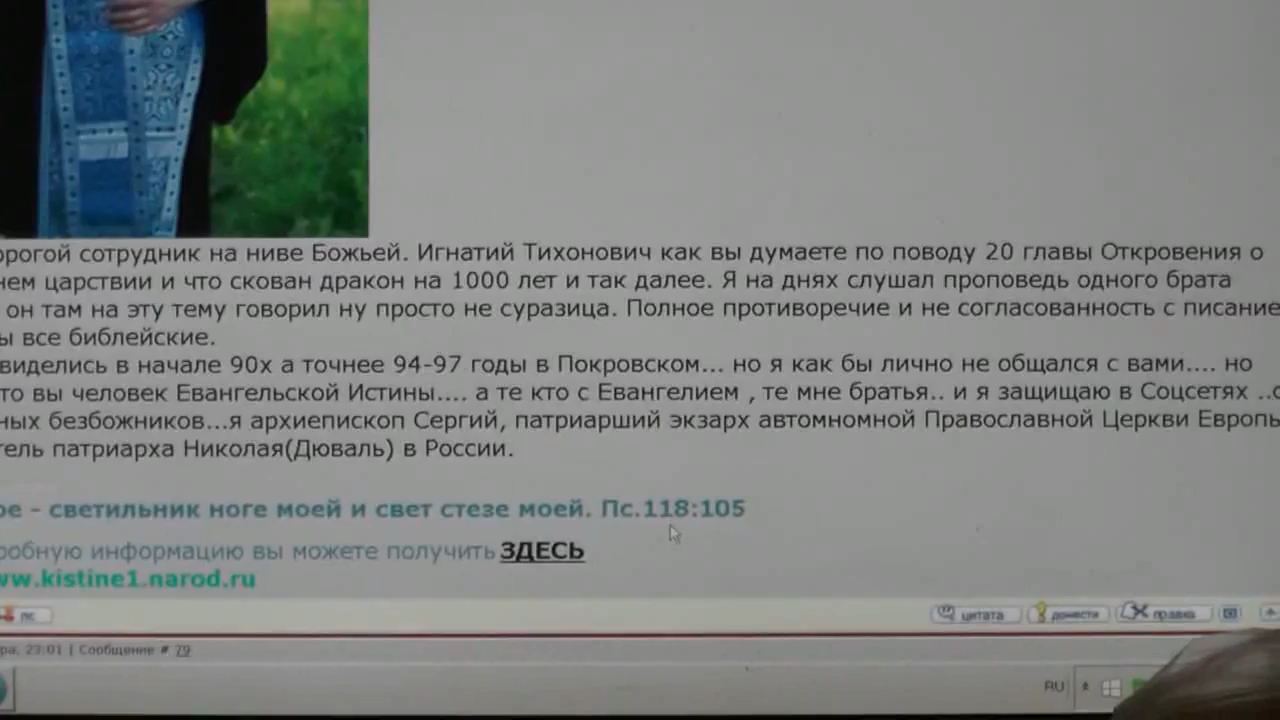 орогой сотрудник на ниве Божьей. Игнатий Тихонович как вы думаете по поводу 20 главы Откровения о
нем царствии и что скован дракон на 1000 лет и так далее. Я на днях слушал проповедь одного брата
он там на эту тему говорил ну просто не суразица. Полное противоречие и не согласованность с писание
ы все библейские.
виделись в начале 90х а точнее 94-97 годы в Покровском... но я как бы лично не общался с вами.... но
то вы человек Евангельской Истины.... а те кто с Евангелием , те мне братья.. и я защищаю в Соцсетях ..с
ных безбожников...я архиепископ Сергий, патриарший экзарх автомномной Православной Церкви Европь
тель патриарха Николая(Дюваль) в России.
ое - светильник ноге моей и свет стезе моей. Пс.118:105
робную информацию вы можете получить ЗДЕСЬ
ww.kistine1.narod.ru
пс цитата донести правка
ра, 23:01 | Сообщение # 79
RU